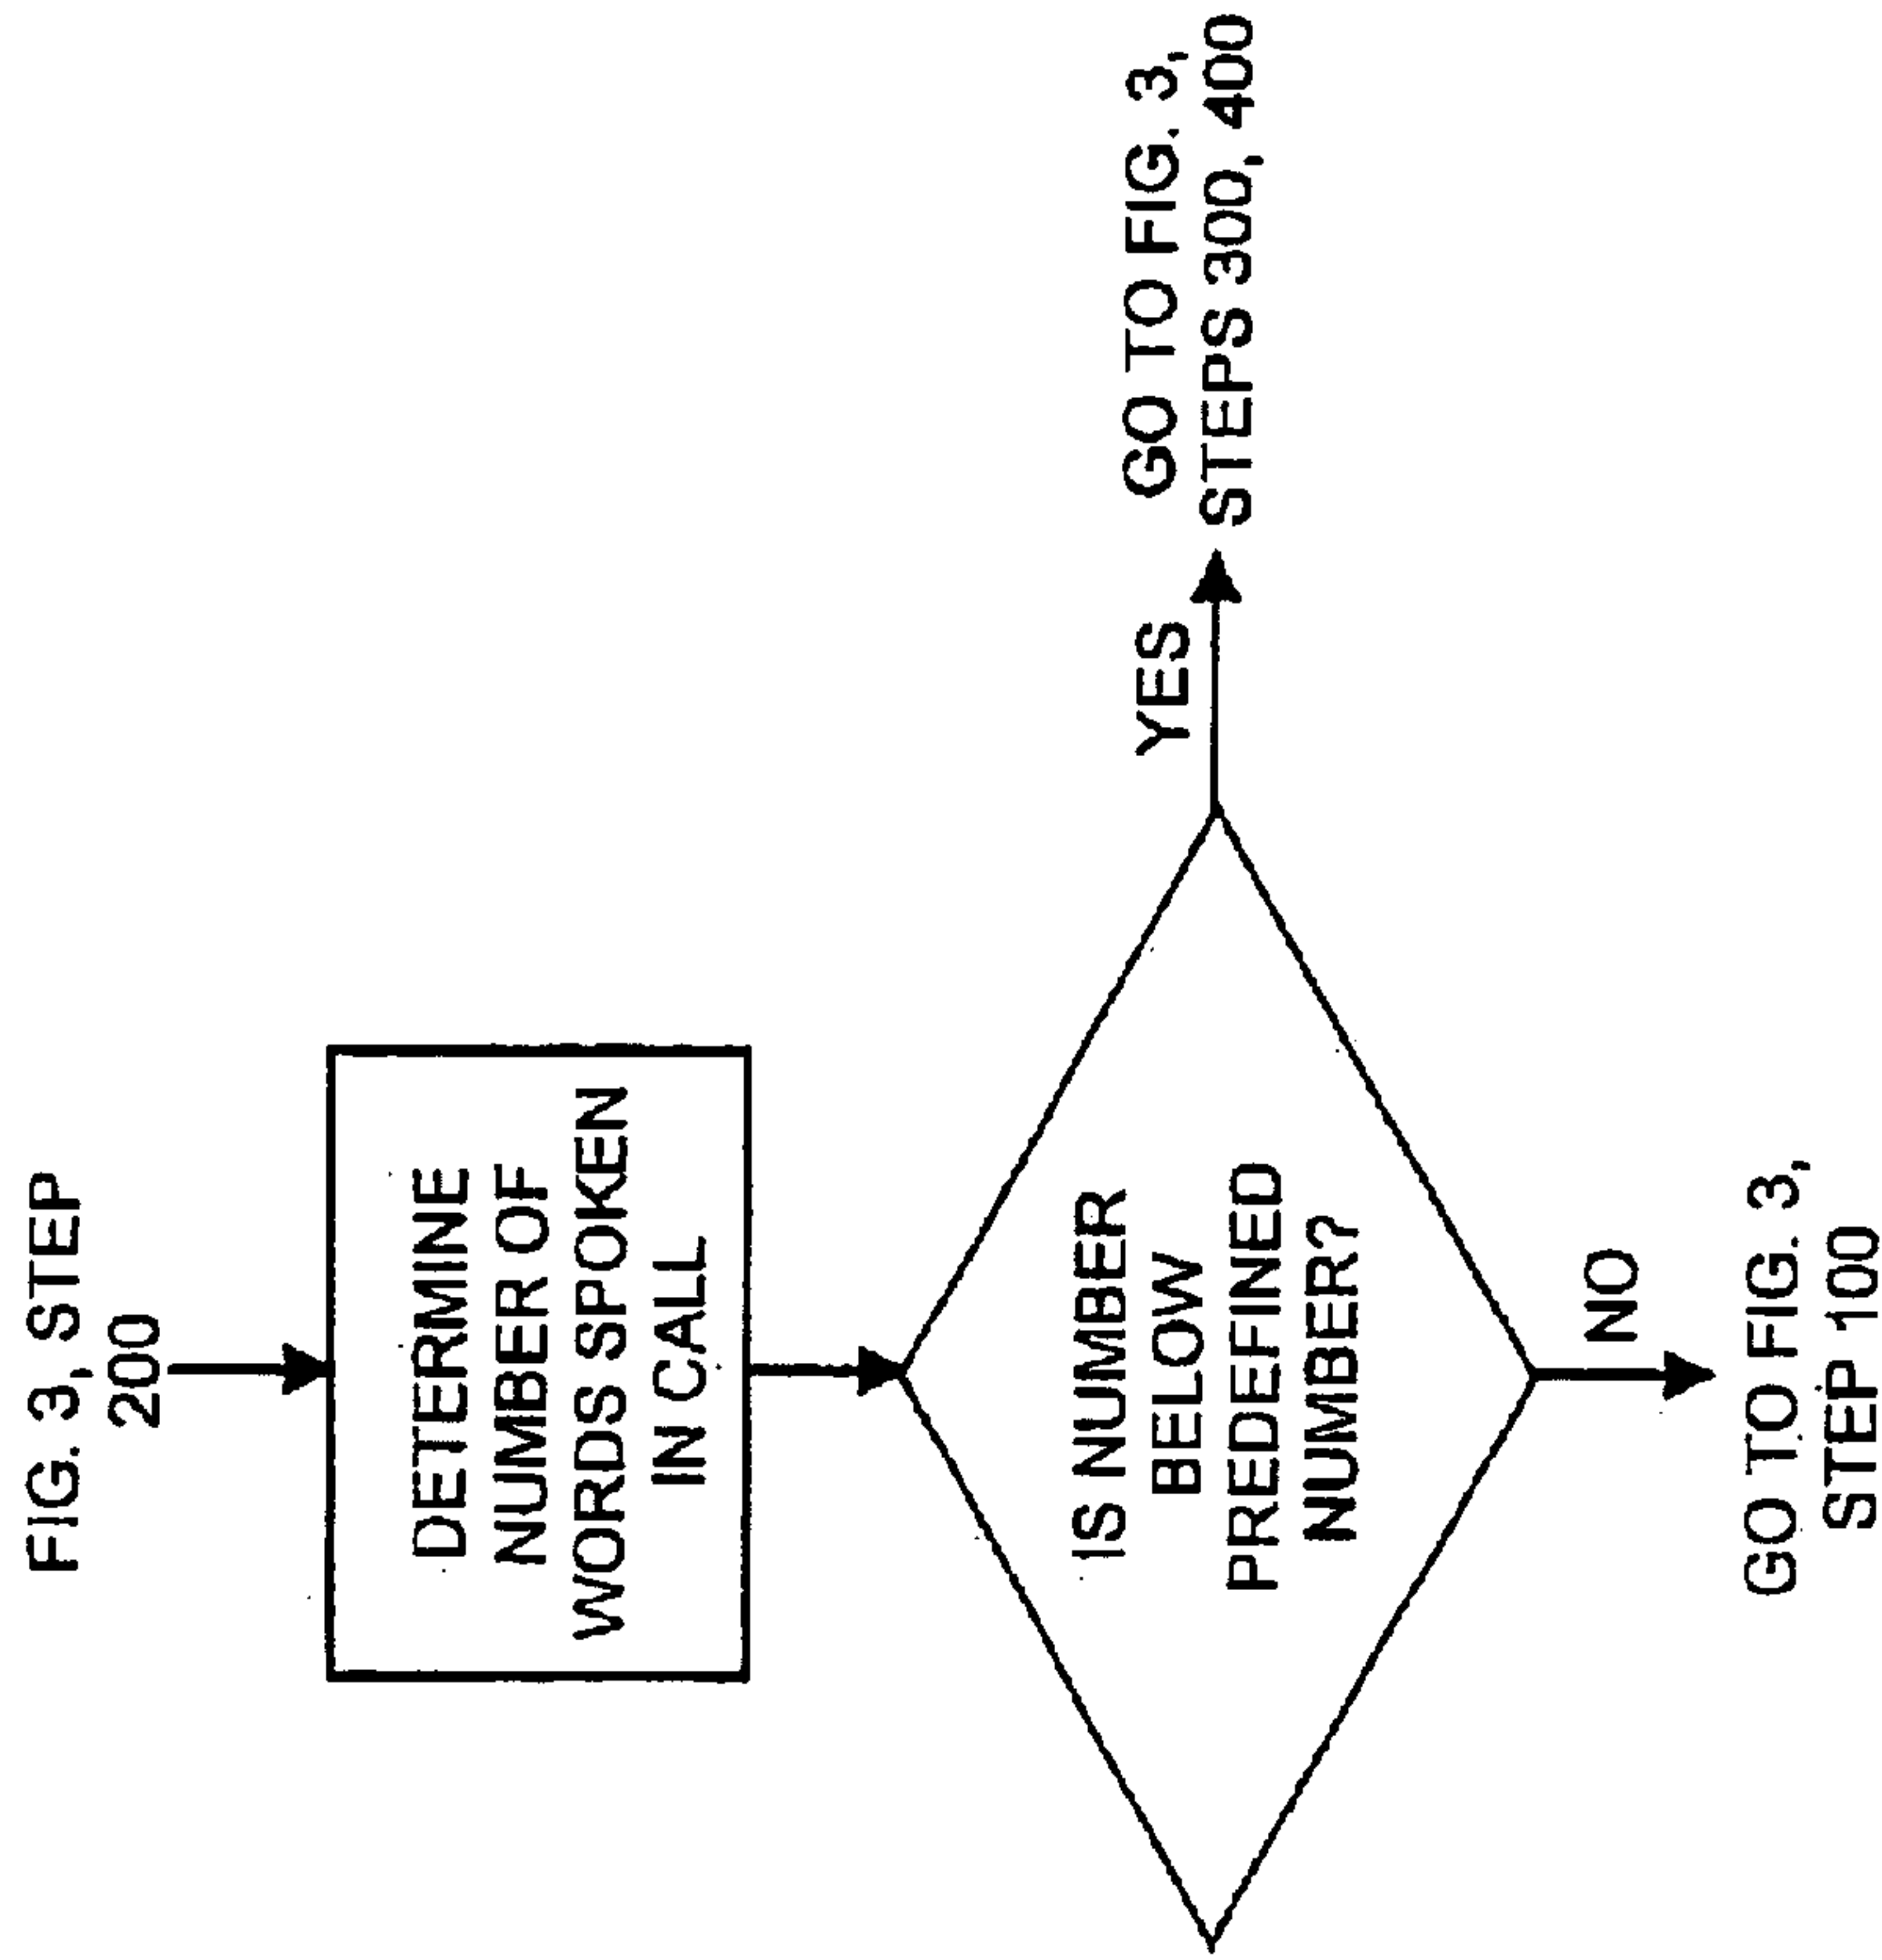 FIG. 3, STEP
200
DETERMINE
NUMBER OF
WORDS SPOKEN
IN CALL
IS NUMBER
BELOW
PREDEFINED
NUMBER?
YES
GO TO FIG. 3,
STEPS 300, 400
NO
GO TO FIG. 3,
STEP 100